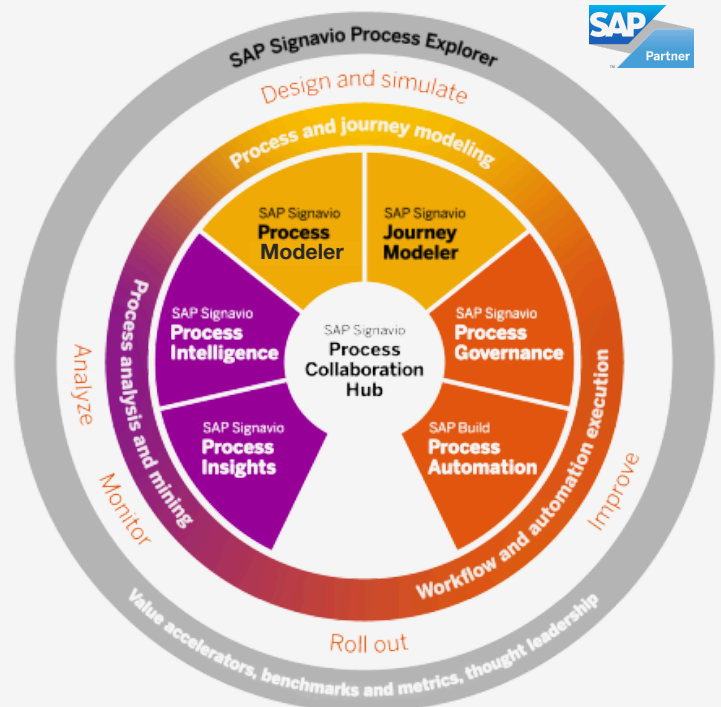 SAP
Partner
SAP Signavio Process Explorer
Design and simulate
Process and journey modeling
SAP Signavio
Process
Modeler
SAP Signavio
Journey
Modeler
SAP Signavio
Process
Intelligence
SAP Signavio
Process
Governance
SAP Signavio
Process
Collaboration
Hub
SAP Signavio
Process
Insights
SAP Build
Process
Automation
Process analysis and mining
Workflow and automation execution
Analyze
Monitor
Improve
Roll out
Value accelerators, benchmarks and metrics, thought leadership